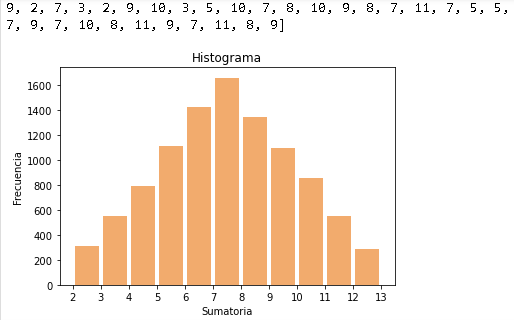 9, 2, 7, 3, 2, 9, 10, 3, 5, 10, 7, 8, 10, 9, 8, 7, 11, 7, 5, 5,
7, 9, 7, 10, 8, 11, 9, 7, 11, 8, 9]
Histograma
1600
1400
1200
1000
800
600
400
200
0
Frecuencia
2 3 4 5 6 7 8 9 10 11 12 13
Sumatoria